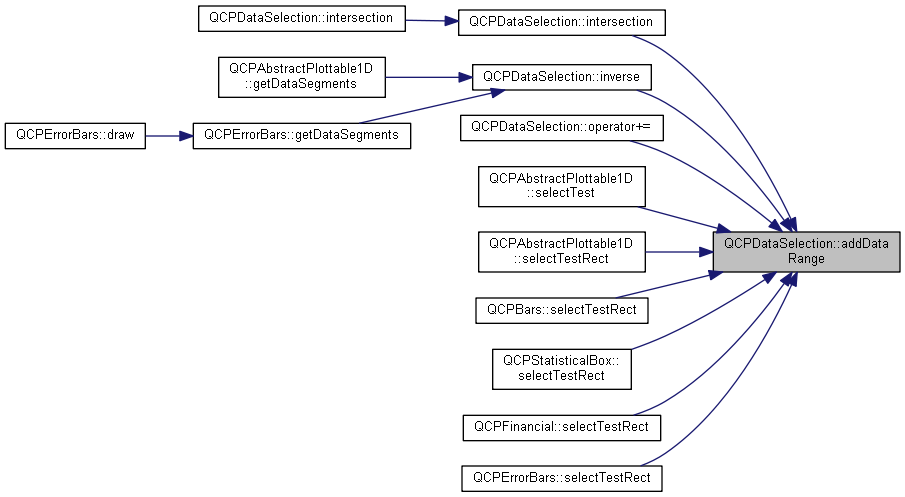 QCPDataSelection::intersection
QCPDataSelection::intersection
QCPAbstractPlottable1D
::getDataSegments
QCPDataSelection::inverse
QCPErrorBars::draw
QCPErrorBars::getDataSegments
QCPDataSelection::operator+=
QCPAbstractPlottable1D
::selectTest
QCPAbstractPlottable1D
::selectTestRect
QCPDataSelection::addData
Range
QCPBars::selectTestRect
QCPStatisticalBox::
selectTestRect
QCPFinancial::selectTestRect
QCPErrorBars::selectTestRect